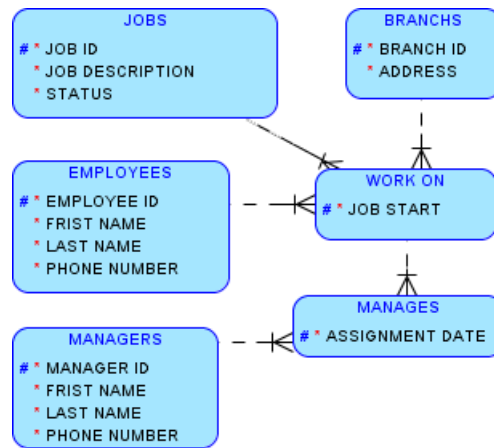 JOBS
# * JOB ID
* JOB DESCRIPTION
* STATUS
BRANCHS
# * BRANCH ID
* ADDRESS
EMPLOYEES
# * EMPLOYEE ID
* FRIST NAME
* LAST NAME
* PHONE NUMBER
WORK ON
# * JOB START
MANAGERS
# * MANAGER ID
* FRIST NAME
* LAST NAME
* PHONE NUMBER
MANAGES
# * ASSIGNMENT DATE